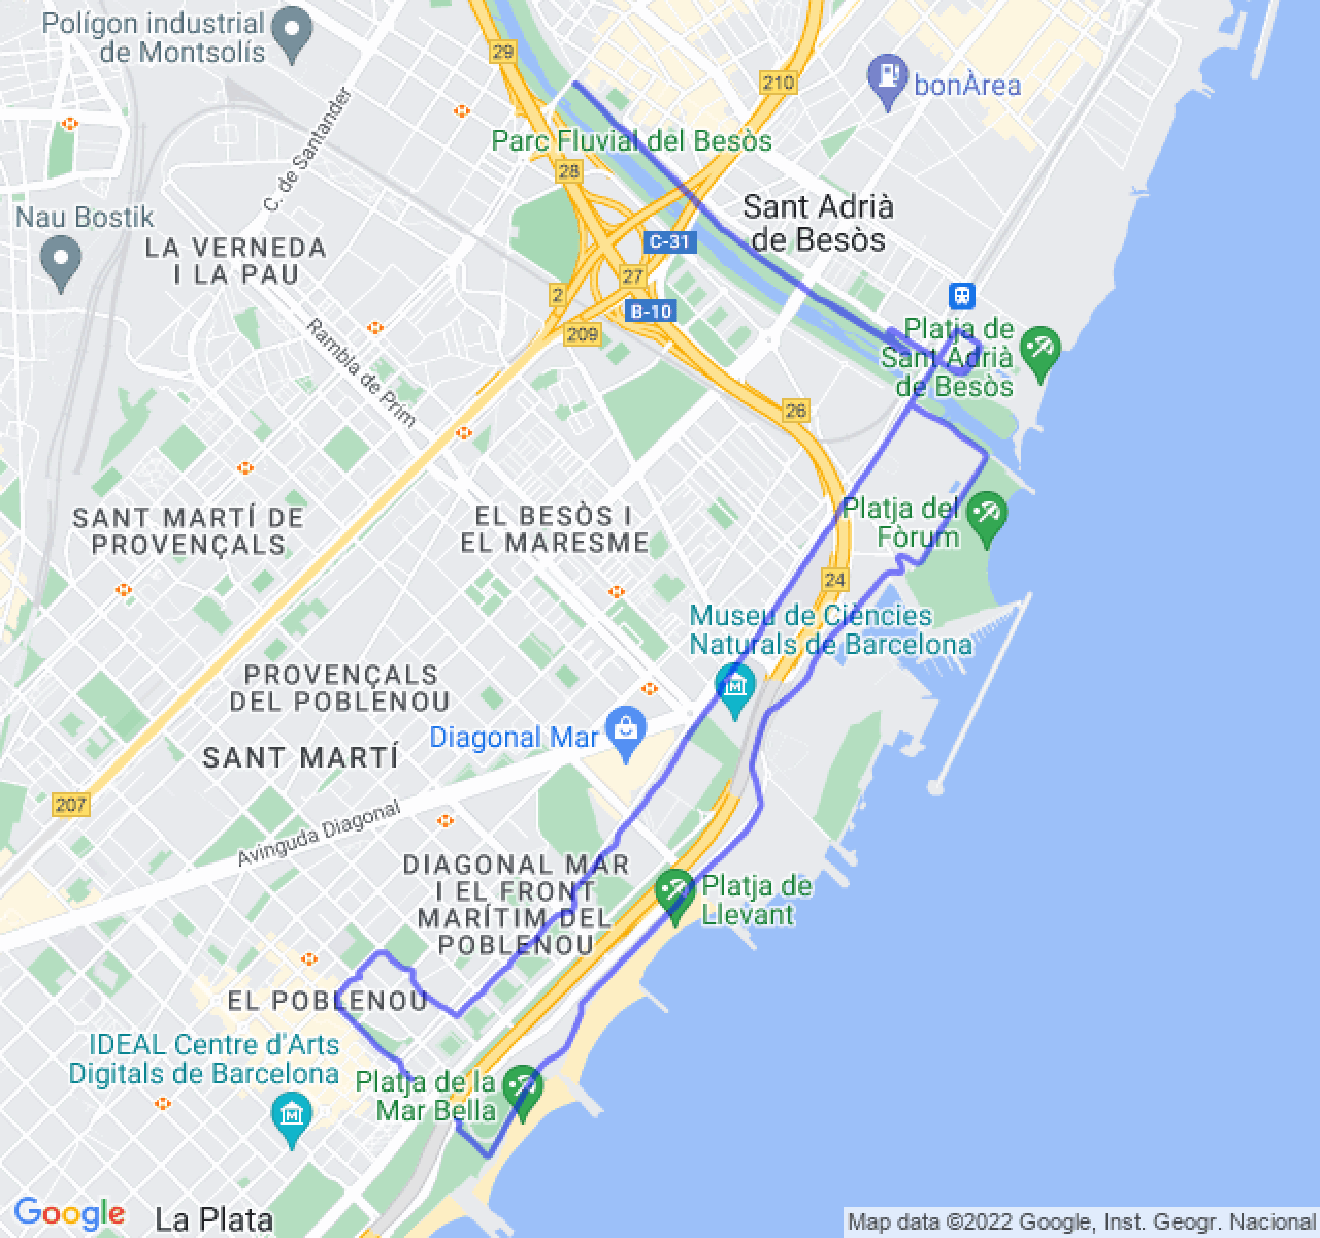 Polígon industrial
de Montsolís
29
210
bonÀrea
C. de Santander
Parc Fluvial del Besòs
28
Nau Bostik
LA VERNEDA
I LA PAU
Sant Adrià
de Besòs
C-31
27
2
B-10
209
Rambla de Prim
Platja de
Sant Adrià
de Besòs
26
SANT MARTÍ DE
PROVENÇALS
EL BESÒS I
EL MARESME
Platja del
Fòrum
24
Museu de Ciències
Naturals de Barcelona
PROVENÇALS
DEL POBLENOU
Diagonal Mar
SANT MARTÍ
207
Avinguda Diagonal
DIAGONAL MAR
I EL FRONT
MARÍTIM DEL
POBLENOU
Platja de
Llevant
EL POBLENOU
IDEAL Centre d'Arts
Digitals de Barcelona
Platja de la
Mar Bella
Google
La Plata
Map data ©2022 Google, Inst. Geogr. Nacional